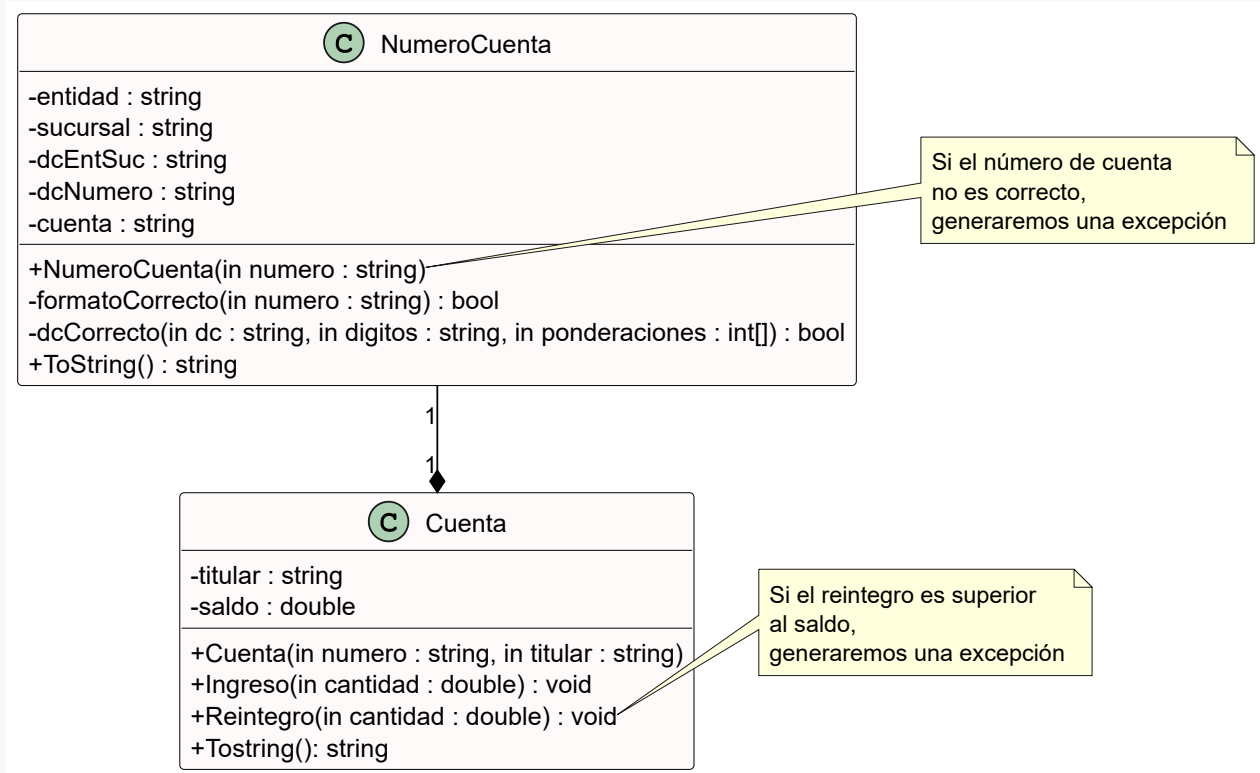 C NumeroCuenta
-entidad : string
-sucursal : string
-dcEntSuc : string
-dcNumero : string
-cuenta : string
+NumeroCuenta(in numero : string)
-formatoCorrecto(in numero : string) : bool
-dcCorrecto(in dc : string, in digitos : string, in ponderaciones : int[]) : bool
+ToString() : string
Si el número de cuenta
no es correcto,
generaremos una excepción
1
1
C Cuenta
-titular : string
-saldo : double
+Cuenta(in numero : string, in titular : string)
+Ingreso(in cantidad : double) : void
+Reintegro(in cantidad : double) : void
+Tostring(): string
Si el reintegro es superior
al saldo,
generaremos una excepción